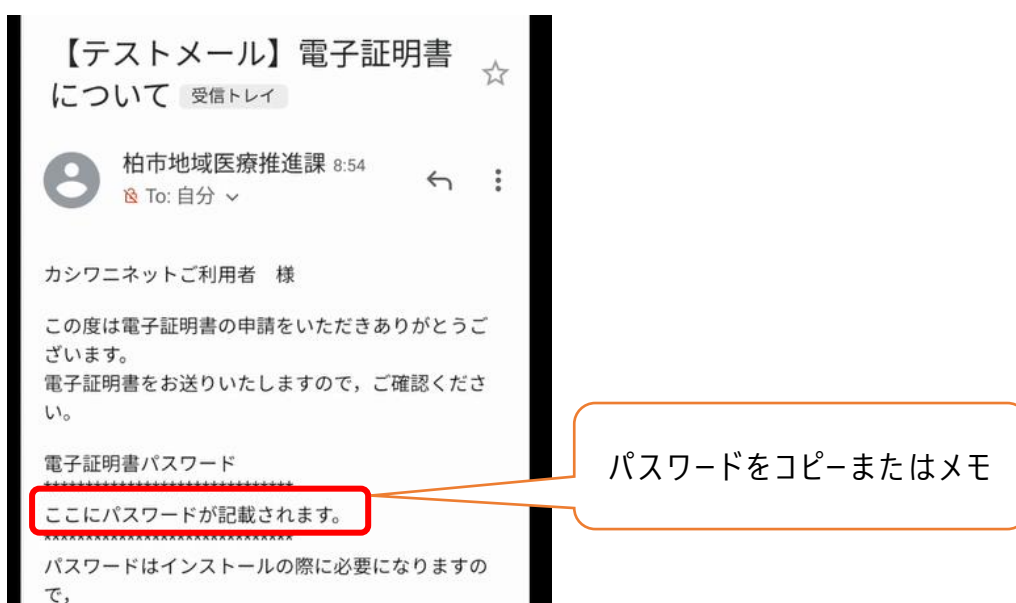 【テストメール】電子証明書
について 受信トレイ
柏市地域医療推進課 8:54
To: 自分
カシワニネットご利用者　様
この度は電子証明書の申請をいただきありがとうご
ざいます。
電子証明書をお送りいたしますので，ご確認くださ
い。
電子証明書パスワード
******************************
ここにパスワードが記載されます。
******************************
パスワードはインストールの際に必要になりますの
で，
パスワードをコピーまたはメモ